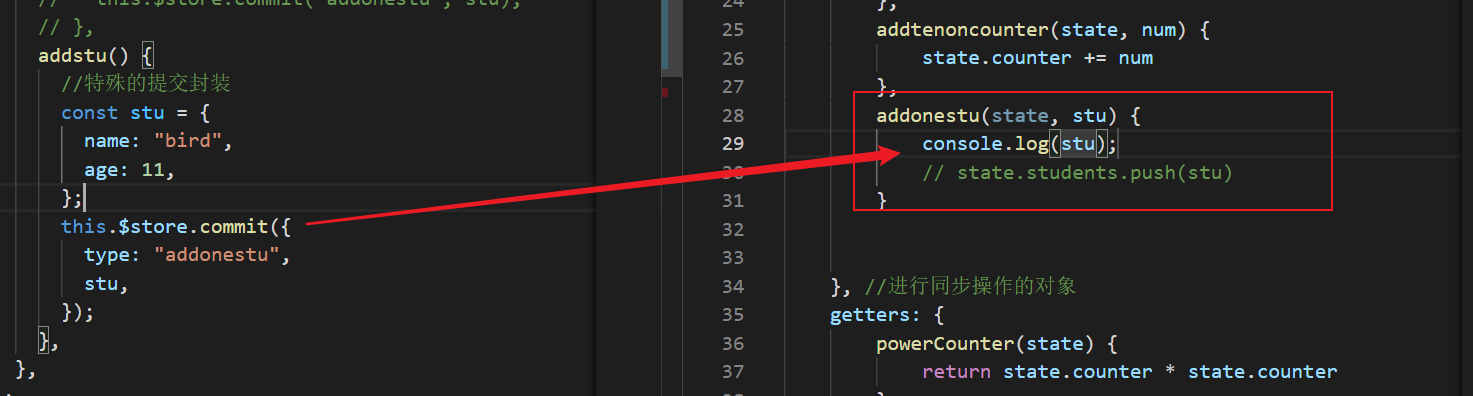 // this.$store.commit("addonestu", stu);
// },
addstu() {
//特殊的提交封装
const stu = {
name: "bird",
age: 11,
};
this.$store.commit({
type: "addonestu",
stu,
});
},
},
24 },
25 addtenoncounter(state, num) {
26 state.counter += num
27 },
28 addonestu(state, stu) {
29 console.log(stu);
30 // state.students.push(stu)
31 }
32
33
34 }, //进行同步操作的对象
35 getters: {
36 powerCounter(state) {
37 return state.counter * state.counter
38 }